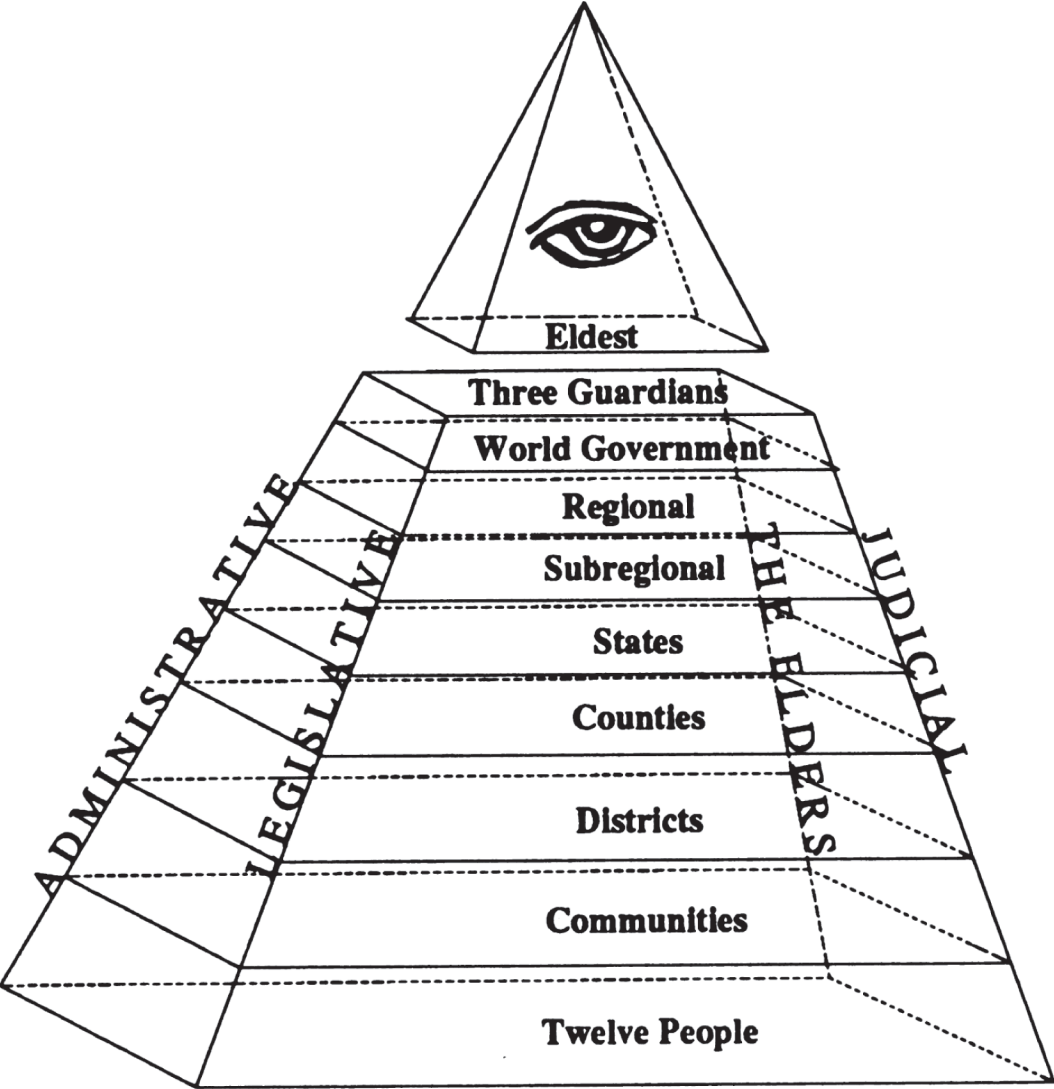 Eldest
Three Guardians
World Government
Regional
Subregional
States
Counties
Districts
Communities
Twelve People
ADMINISTRATIVE
LEGISLATIVE
THE ELDERS
JUDICIAL